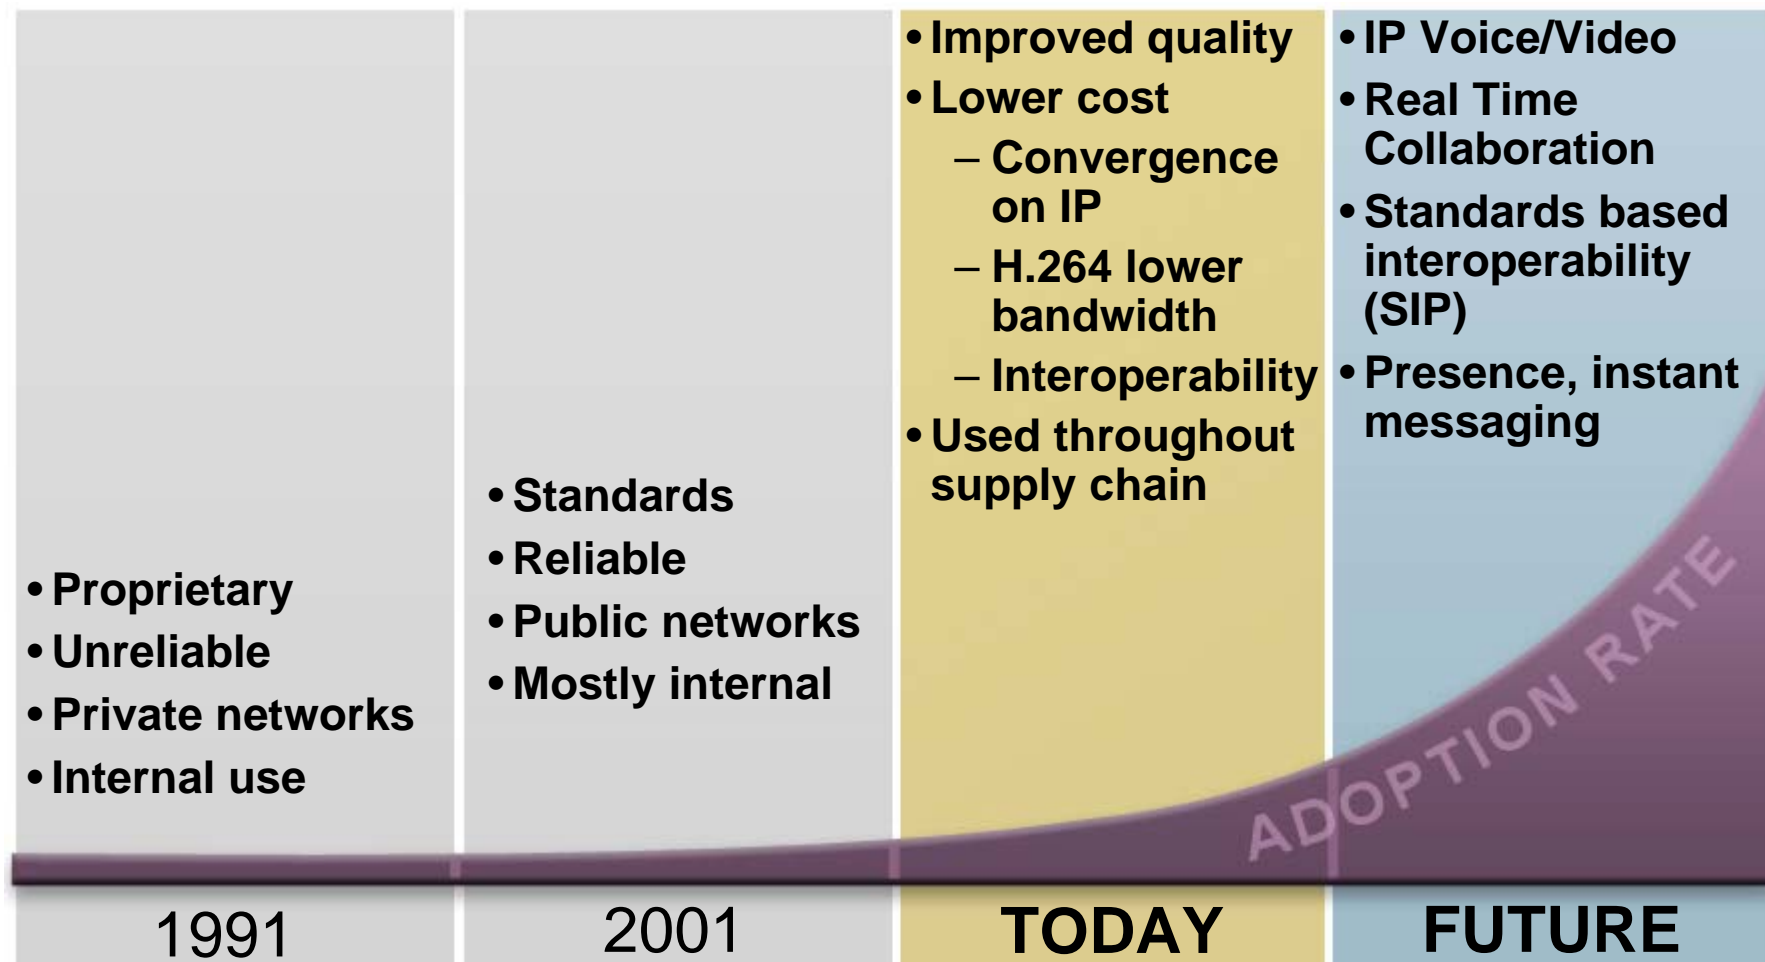 • Proprietary
• Unreliable
• Private networks
• Internal use
1991
• Standards
• Reliable
• Public networks
• Mostly internal
2001
• Improved quality
• Lower cost
– Convergence
on IP
– H.264 lower
bandwidth
– Interoperability
• Used throughout
supply chain
TODAY
• IP Voice/Video
• Real Time
Collaboration
• Standards based
interoperability
(SIP)
• Presence, instant
messaging
FUTURE
ADOPTION RATE